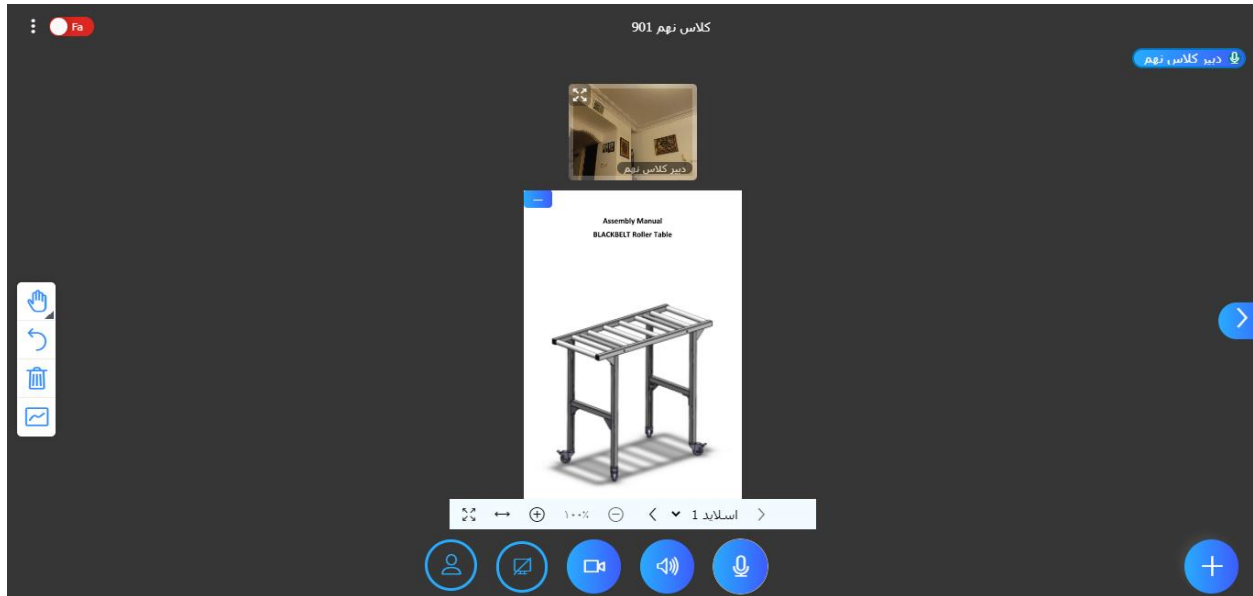 Fa
کلاس نهم 901
دبیر کلاس نهم
دبیر کلاس نهم
Assembly Manual
BLACKBELT Roller Table
۱۰۰%
اسلاید 1